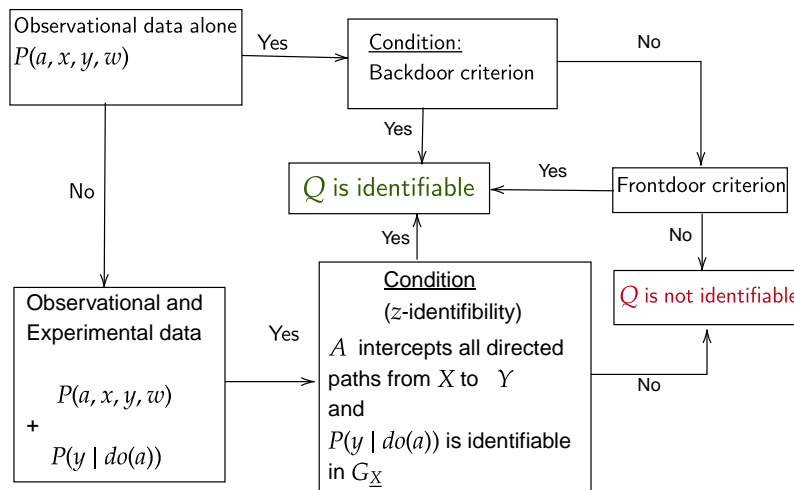 Observational data alone
P(a, x, y, w)
Yes
Condition:
Backdoor criterion
No
Yes
No
Q is identifiable
Yes
Frontdoor criterion
Yes
No
Observational and
Experimental data
P(a, x, y, w)
+
P(y | do(a))
Yes
Condition
(z-identifibility)
A intercepts all directed
paths from X to Y
and
P(y | do(a)) is identifiable
in G_X
Q is not identifiable
No